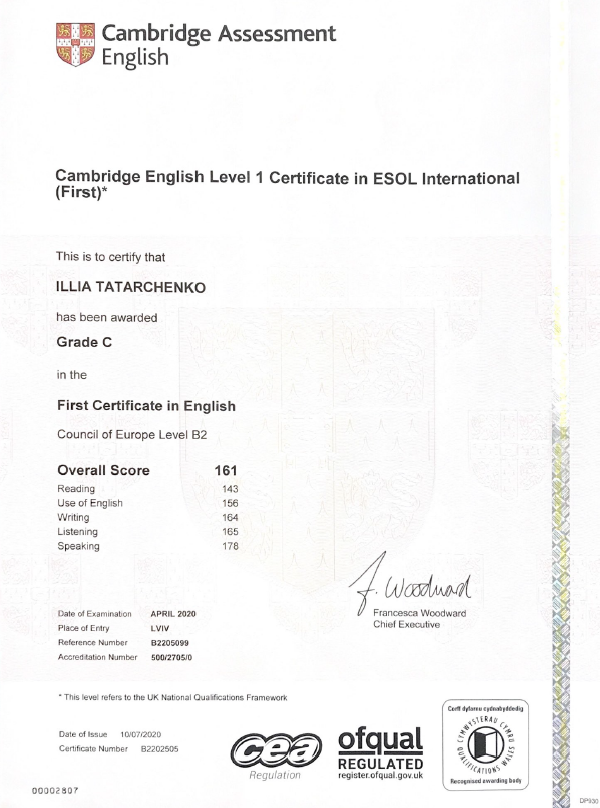 Cambridge Assessment
English
Cambridge English Level 1 Certificate in ESOL International
(First)*
This is to certify that
ILLIA TATARCHENKO
has been awarded
Grade C
in the
First Certificate in English
Council of Europe Level B2
Overall Score 161
Reading 143
Use of English 156
Writing 164
Listening 165
Speaking 178
F. Woodward
Francesca Woodward
Chief Executive
Date of Examination APRIL 2020
Place of Entry LVIV
Reference Number B2205099
Accreditation Number 500/2705/0
* This level refers to the UK National Qualifications Framework
Date of Issue 10/07/2020
Certificate Number B2202505
cea
Regulation
ofqual
REGULATED
register.ofqual.gov.uk
Corff dyfarnu cydnabyddedig
CYMWYSTERAU CYMRU
QUALIFICATIONS WALES
Recognised awarding body
00002807
DP930